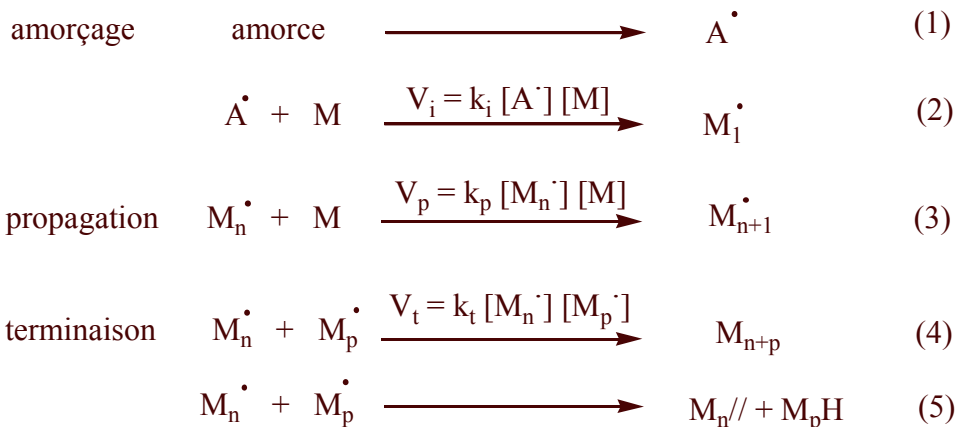 amorçage amorce A• (1)
A• + M Vi = ki [A·] [M] M1• (2)
propagation Mn• + M Vp = kp [Mn·] [M] M•n+1 (3)
terminaison Mn• + Mp• Vt = kt [Mn·] [Mp·] Mn+p (4)
Mn• + Mp• Mn// + MpH (5)